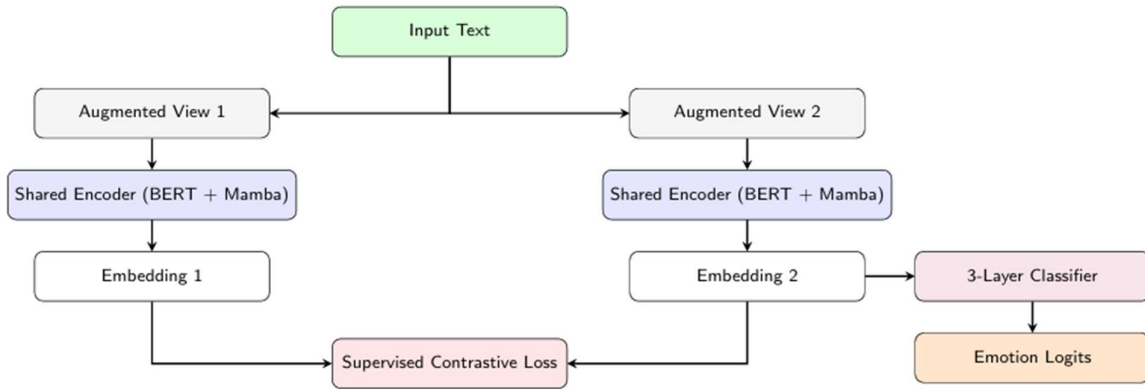 Input Text
Augmented View 1
Augmented View 2
Shared Encoder (BERT + Mamba)
Shared Encoder (BERT + Mamba)
Embedding 1
Embedding 2
3-Layer Classifier
Supervised Contrastive Loss
Emotion Logits